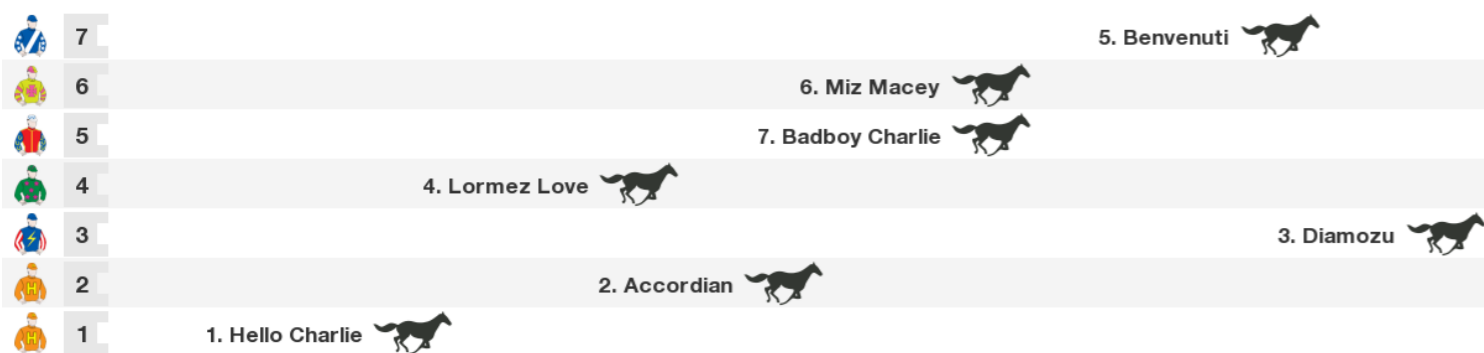 7 5. Benvenuti
6 6. Miz Macey
5 7. Badboy Charlie
4 4. Lormez Love
3 3. Diamozu
H 2 2. Accordian
H 1 1. Hello Charlie